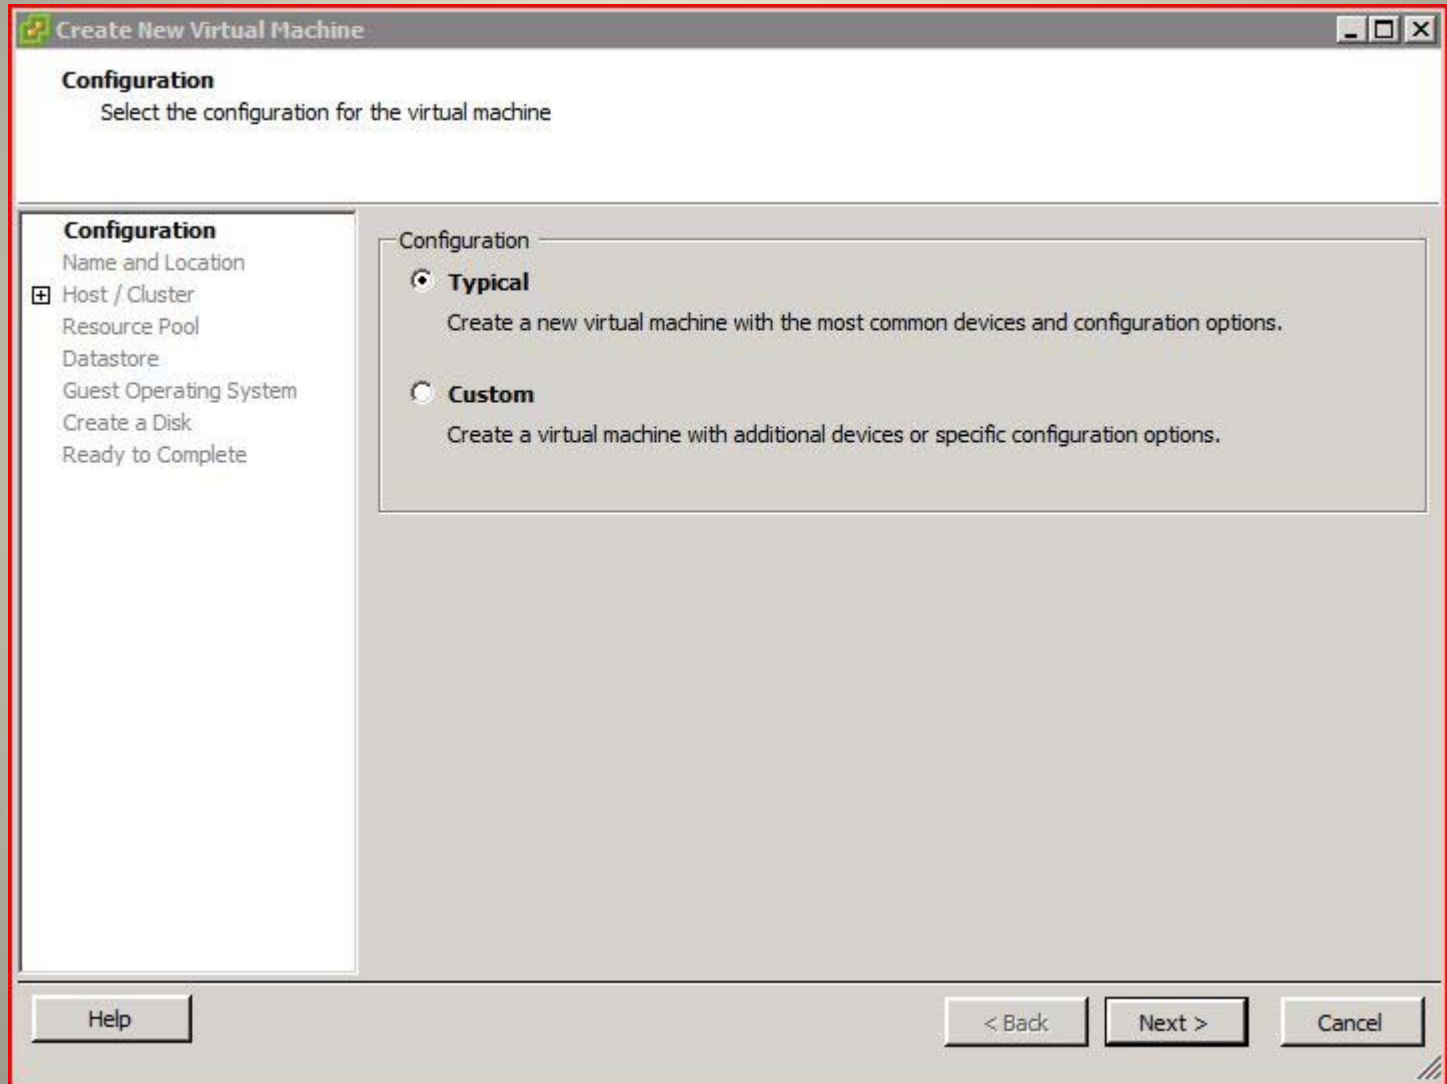 Create New Virtual Machine
Configuration
Select the configuration for the virtual machine
Configuration
Name and Location
Host / Cluster
Resource Pool
Datastore
Guest Operating System
Create a Disk
Ready to Complete
Configuration
Typical
Create a new virtual machine with the most common devices and configuration options.
Custom
Create a virtual machine with additional devices or specific configuration options.
Help
< Back
Next >
Cancel